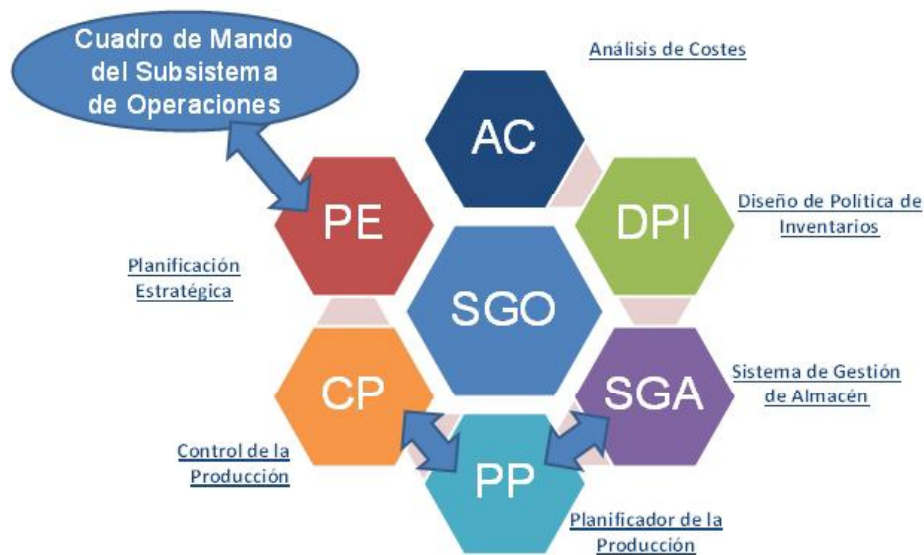 Cuadro de Mando
del Subsistema
de Operaciones
Análisis de Costes
AC
PE
DPI
Diseño de Política de
Inventarios
Planificación
Estratégica
SGO
CP
SGA
Sistema de Gestión
de Almacén
Control de la
Producción
PP
Planificador de la
Producción